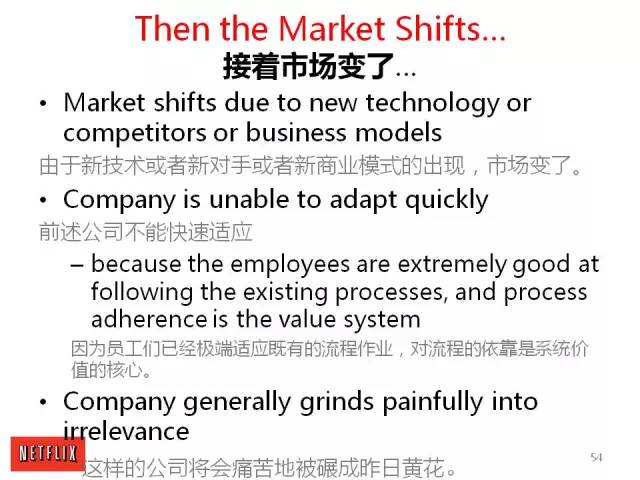 Then the Market Shifts…
接着市场变了…
• Market shifts due to new technology or
competitors or business models
由于新技术或者新对手或者新商业模式的出现，市场变了。
• Company is unable to adapt quickly
前述公司不能快速适应
– because the employees are extremely good at
following the existing processes, and process
adherence is the value system
因为员工们已经极端适应既有的流程作业，对流程的依靠是系统价
值的核心。
• Company generally grinds painfully into
irrelevance
NETFLIX
这样的公司将会痛苦地被碾成昨日黄花。
54